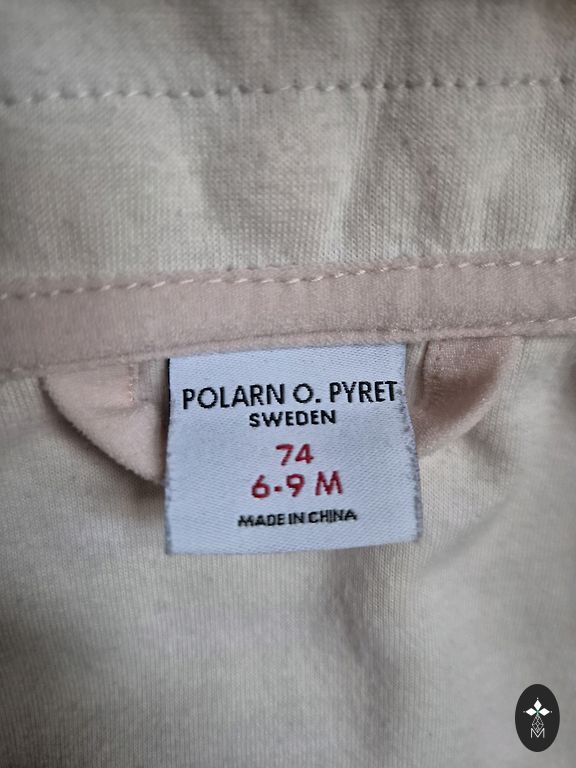 POLARN O. PYRET
SWEDEN
74
6-9 M
MADE IN CHINA
M